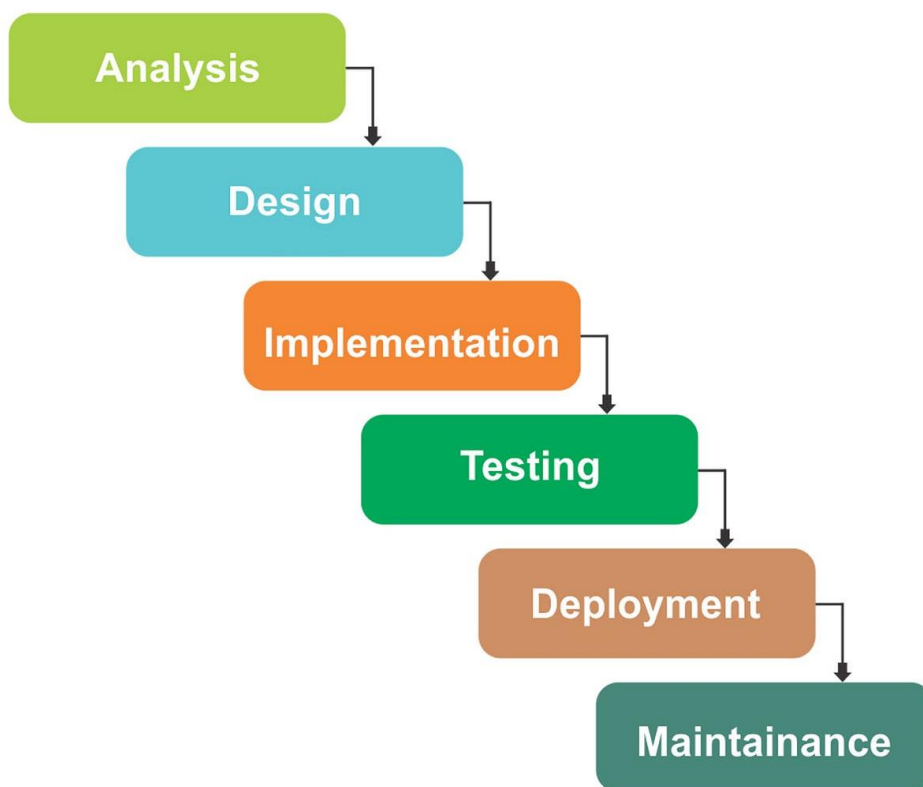 Analysis
Design
Implementation
Testing
Deployment
Maintainance